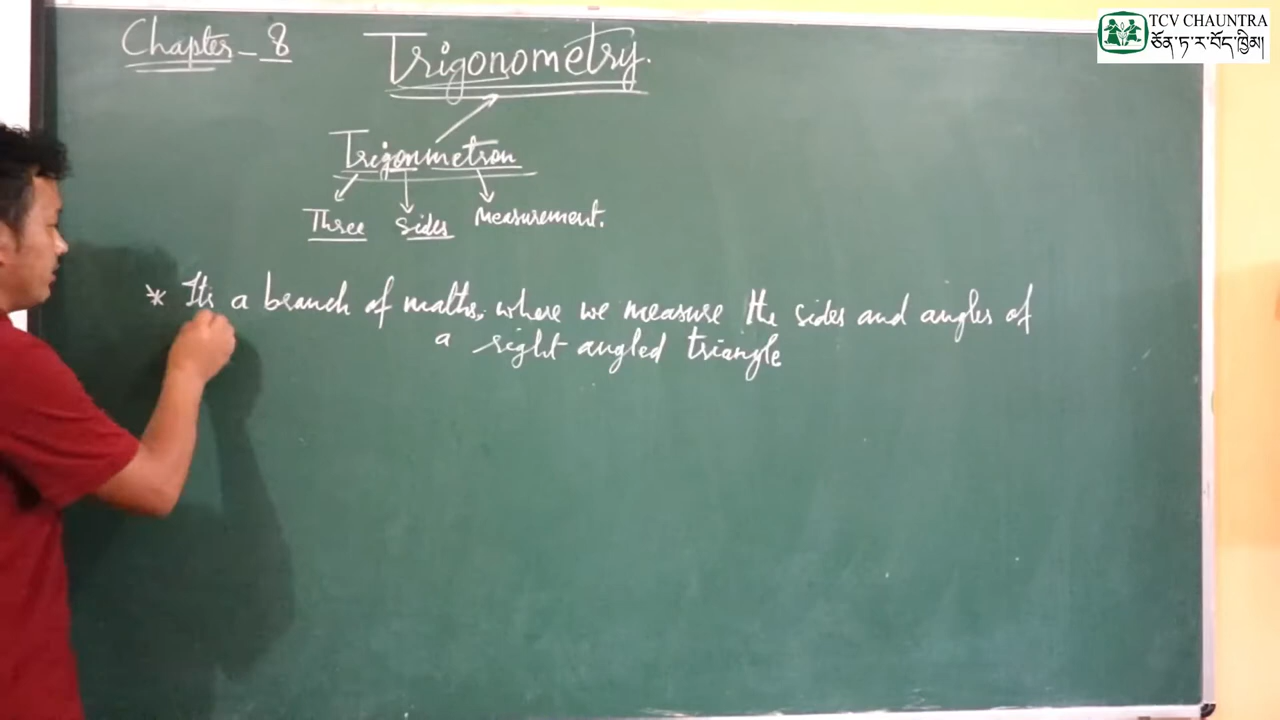 Chapter - 8
Trigonometry.
Trigonmetron
Three Sides Measurement.
* Its a branch of maths, where we measure the sides and angles of
a right angled triangle
TCV CHAUNTRA
ཅོན་ཏ་ར་བོད་ཁྱིམ།